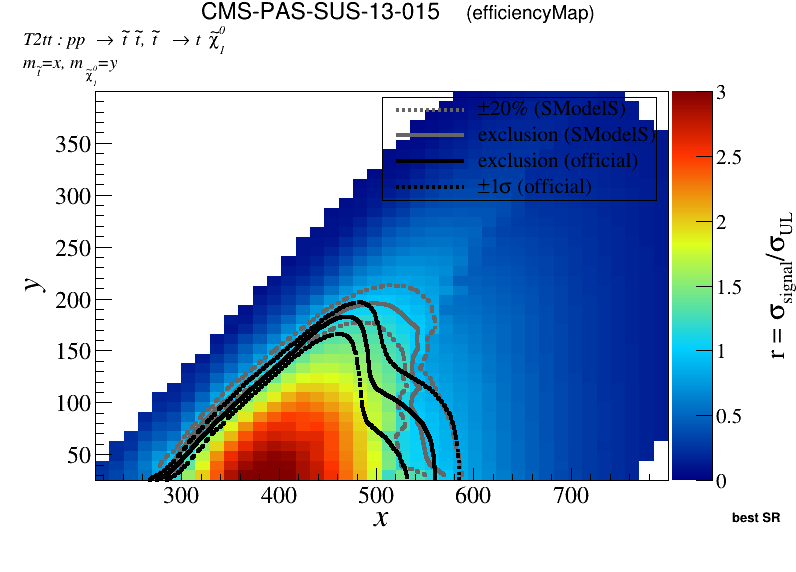 CMS-PAS-SUS-13-015 (efficiencyMap)
T2tt : pp → t̃ t̃, t̃ → t χ̃⁰₁
m_t̃=x, m_χ̃⁰₁=y
±20% (SModelS)
exclusion (SModelS)
exclusion (official)
±1σ (official)
y
350
300
250
200
150
100
50
300 400 500 600 700
x
3
2.5
2
1.5
1
0.5
0
r = σ_signal/σ_UL
best SR